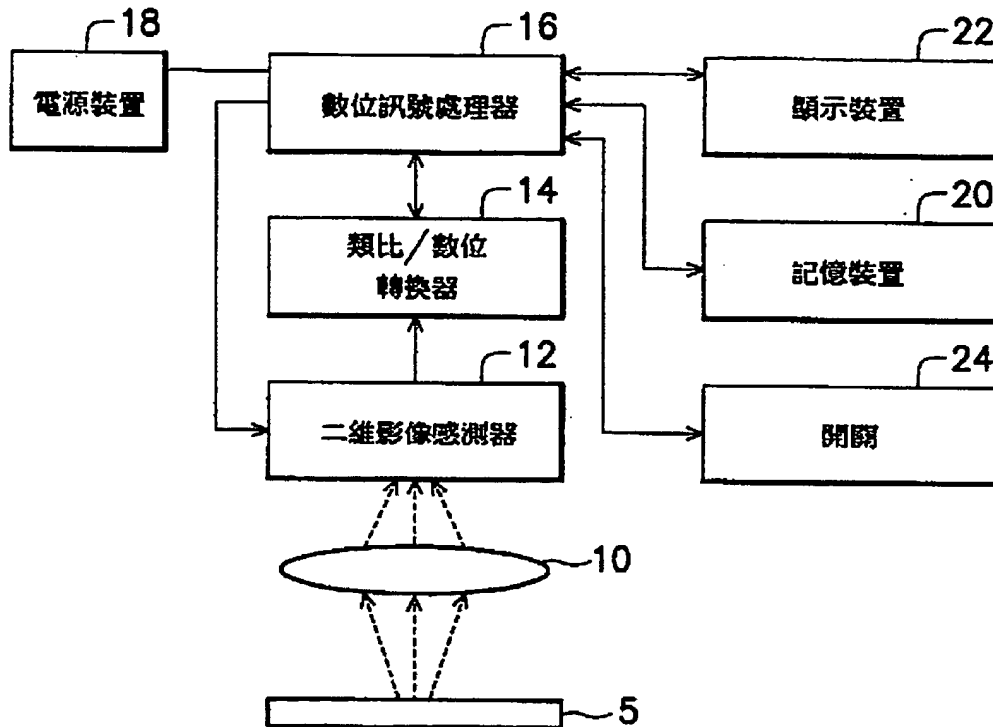 18
電源裝置
16
數位訊號處理器
22
顯示裝置
14
類比/數位
轉換器
20
記憶裝置
12
二維影像感測器
24
開關
10
5